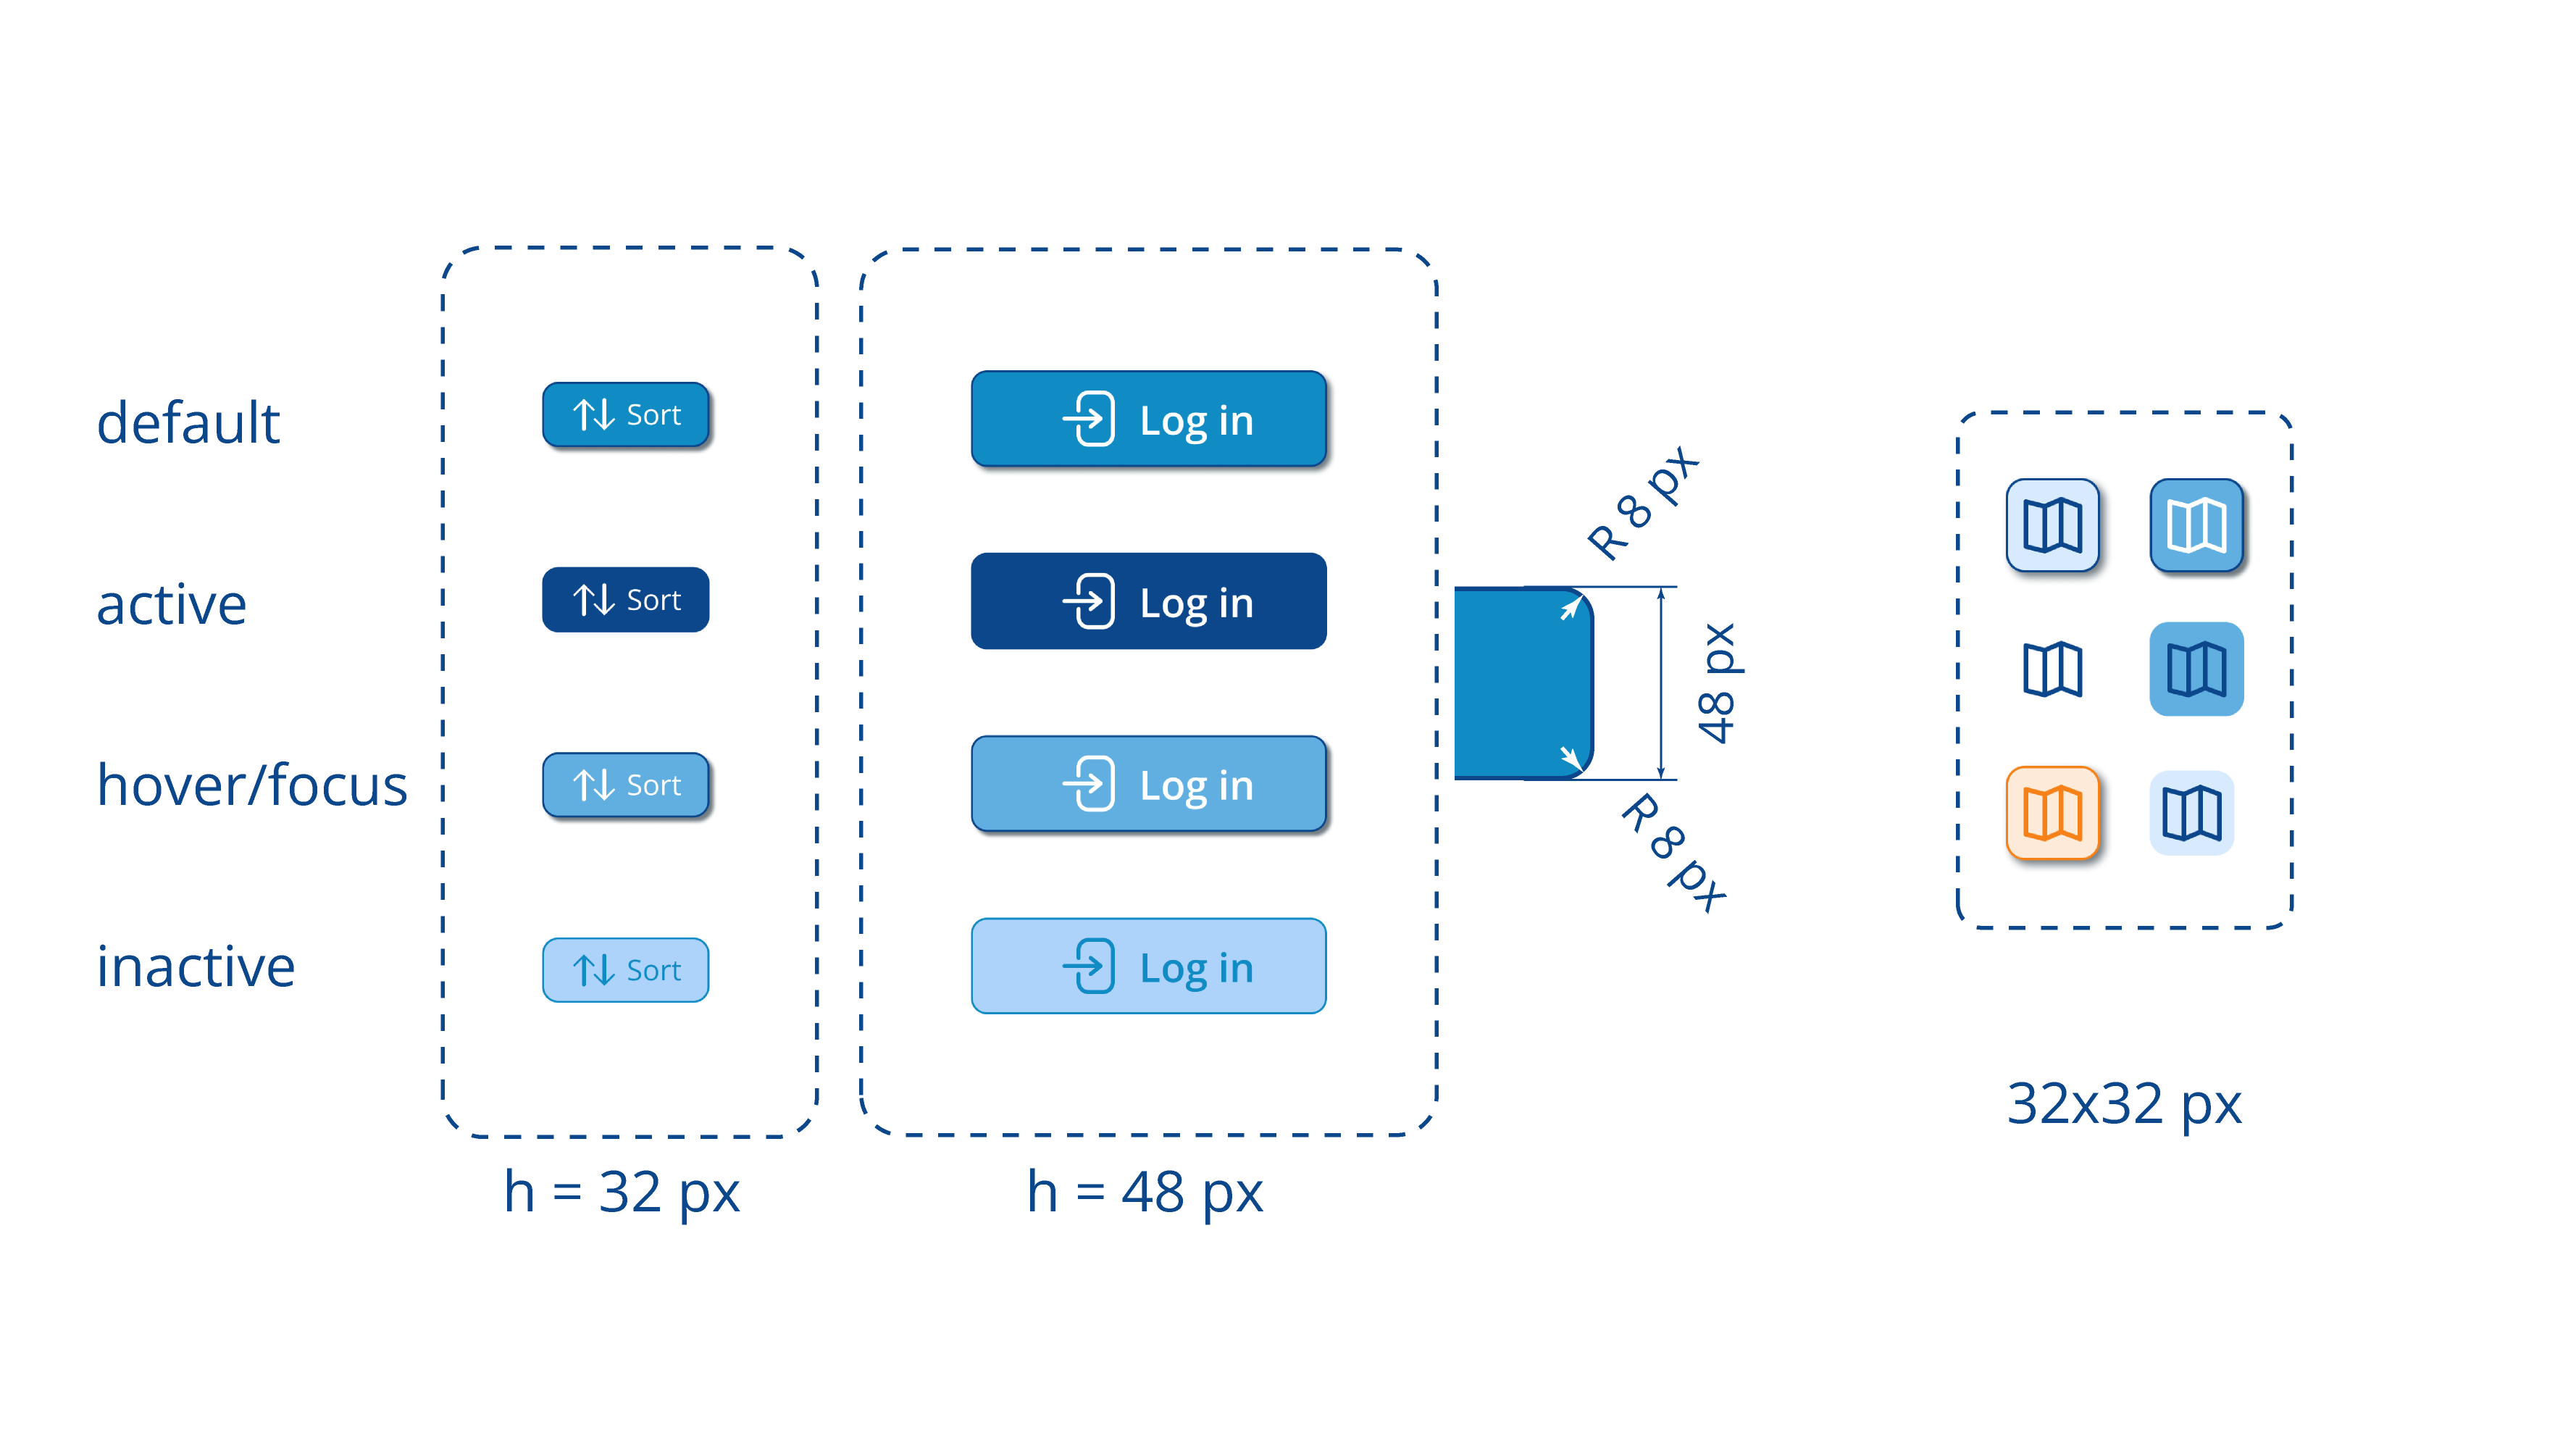 default
active
hover/focus
inactive
Sort
Sort
Sort
Sort
h = 32 px
Log in
Log in
Log in
Log in
h = 48 px
R 8 px
48 px
R 8 px
32x32 px